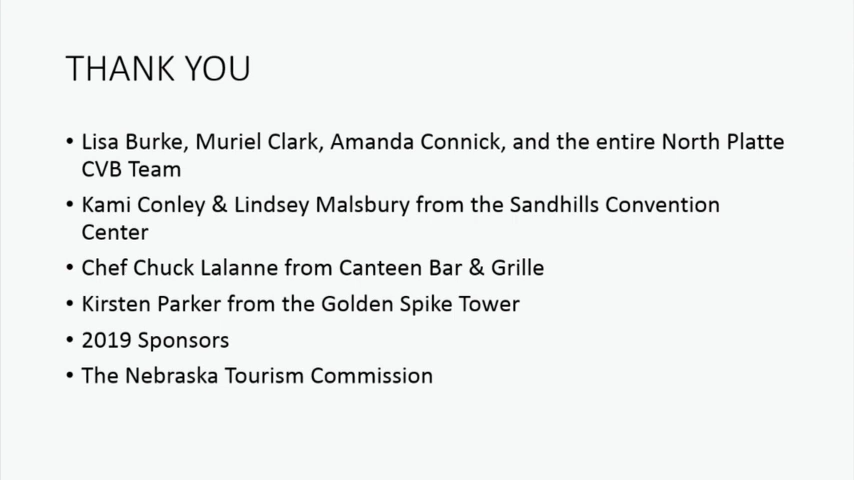 THANK YOU
• Lisa Burke, Muriel Clark, Amanda Connick, and the entire North Platte
CVB Team
• Kami Conley & Lindsey Malsbury from the Sandhills Convention
Center
• Chef Chuck Lalanne from Canteen Bar & Grille
• Kirsten Parker from the Golden Spike Tower
• 2019 Sponsors
• The Nebraska Tourism Commission